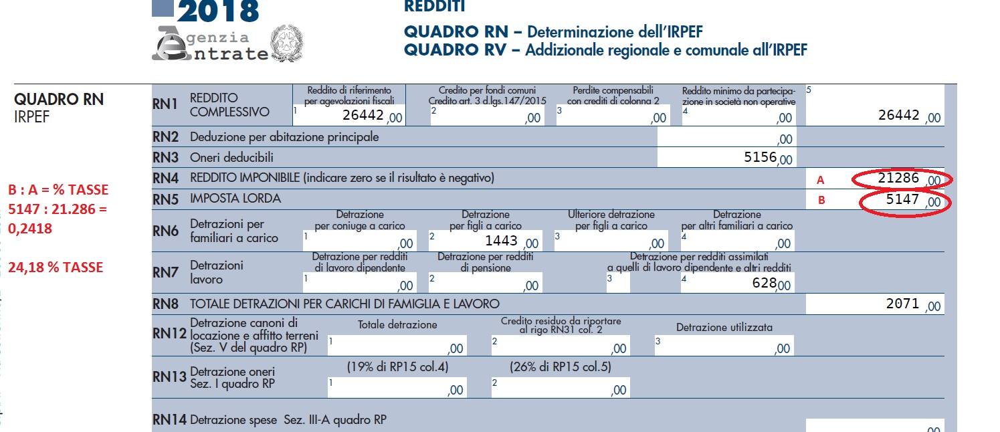 2018
Agenzia
Entrate
REDDITI
QUADRO RN – Determinazione dell'IRPEF
QUADRO RV – Addizionale regionale e comunale all'IRPEF
QUADRO RN
IRPEF
B : A = % TASSE
5147 : 21.286 =
0,2418
24,18 % TASSE
RN1 REDDITO COMPLESSIVO
Reddito di riferimento
per agevolazioni fiscali
1 26442 ,00
Credito per fondi comuni
Credito art. 3 d.lgs.147/2015
2 ,00
Perdite compensabili
con crediti di colonna 2
3 ,00
Reddito minimo da partecipa-
zione in società non operative
4 ,00
5 26442 ,00
RN2 Deduzione per abitazione principale ,00
RN3 Oneri deducibili 5156,00
RN4 REDDITO IMPONIBILE (indicare zero se il risultato è negativo) A 21286 ,00
RN5 IMPOSTA LORDA B 5147 ,00
RN6 Detrazioni per
familiari a carico
Detrazione
per coniuge a carico
1 ,00
Detrazione
per figli a carico
2 1443 ,00
Ulteriore detrazione
per figli a carico
3 ,00
Detrazione
per altri familiari a carico
4 ,00
RN7 Detrazioni
lavoro
Detrazione per redditi
di lavoro dipendente
1 ,00
Detrazione per redditi
di pensione
2 ,00
Detrazione per redditi assimilati
a quelli di lavoro dipendente e altri redditi
3
4 628,00
RN8 TOTALE DETRAZIONI PER CARICHI DI FAMIGLIA E LAVORO 2071 ,00
RN12 Detrazione canoni di
locazione e affitto terreni
(Sez. V del quadro RP)
Totale detrazione
1 ,00
Credito residuo da riportare
al rigo RN31 col. 2
2 ,00
Detrazione utilizzata
3 ,00
RN13 Detrazione oneri
Sez. I quadro RP
(19% di RP15 col.4)
1 ,00
(26% di RP15 col.5)
2 ,00
RN14 Detrazione spese Sez. III-A quadro RP
,00